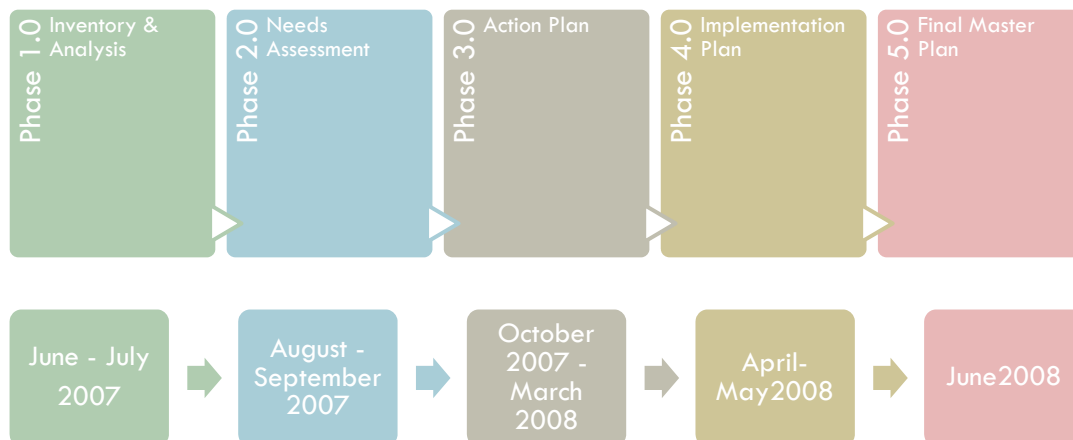 Phase 1.0
Inventory &
Analysis
Phase 2.0
Needs
Assessment
Phase 3.0
Action Plan
Phase 4.0
Implementation
Plan
Phase 5.0
Final Master
Plan
June - July
2007
August -
September
2007
October
2007 -
March
2008
April-
May2008
June2008